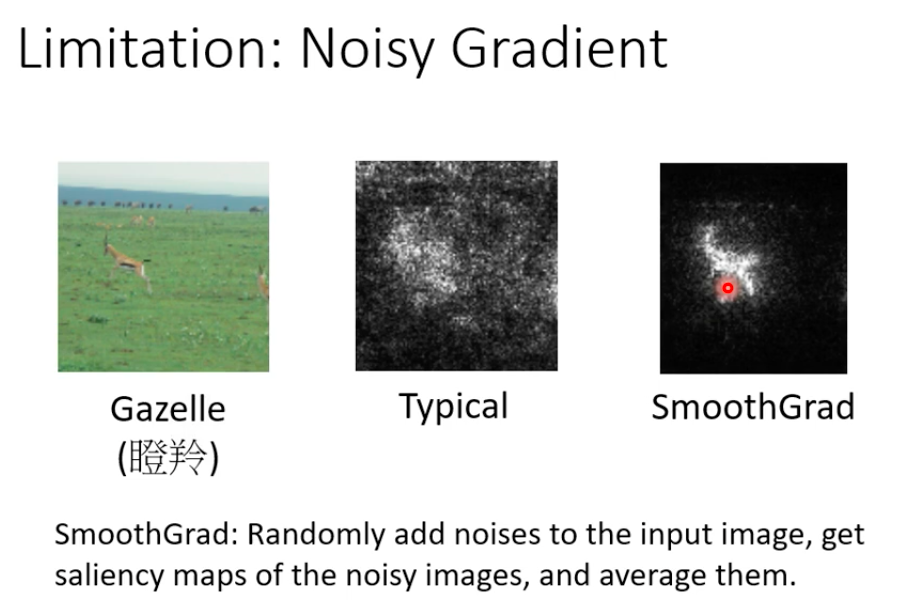 Limitation: Noisy Gradient
Gazelle
(瞪羚)
Typical
SmoothGrad
SmoothGrad: Randomly add noises to the input image, get
saliency maps of the noisy images, and average them.